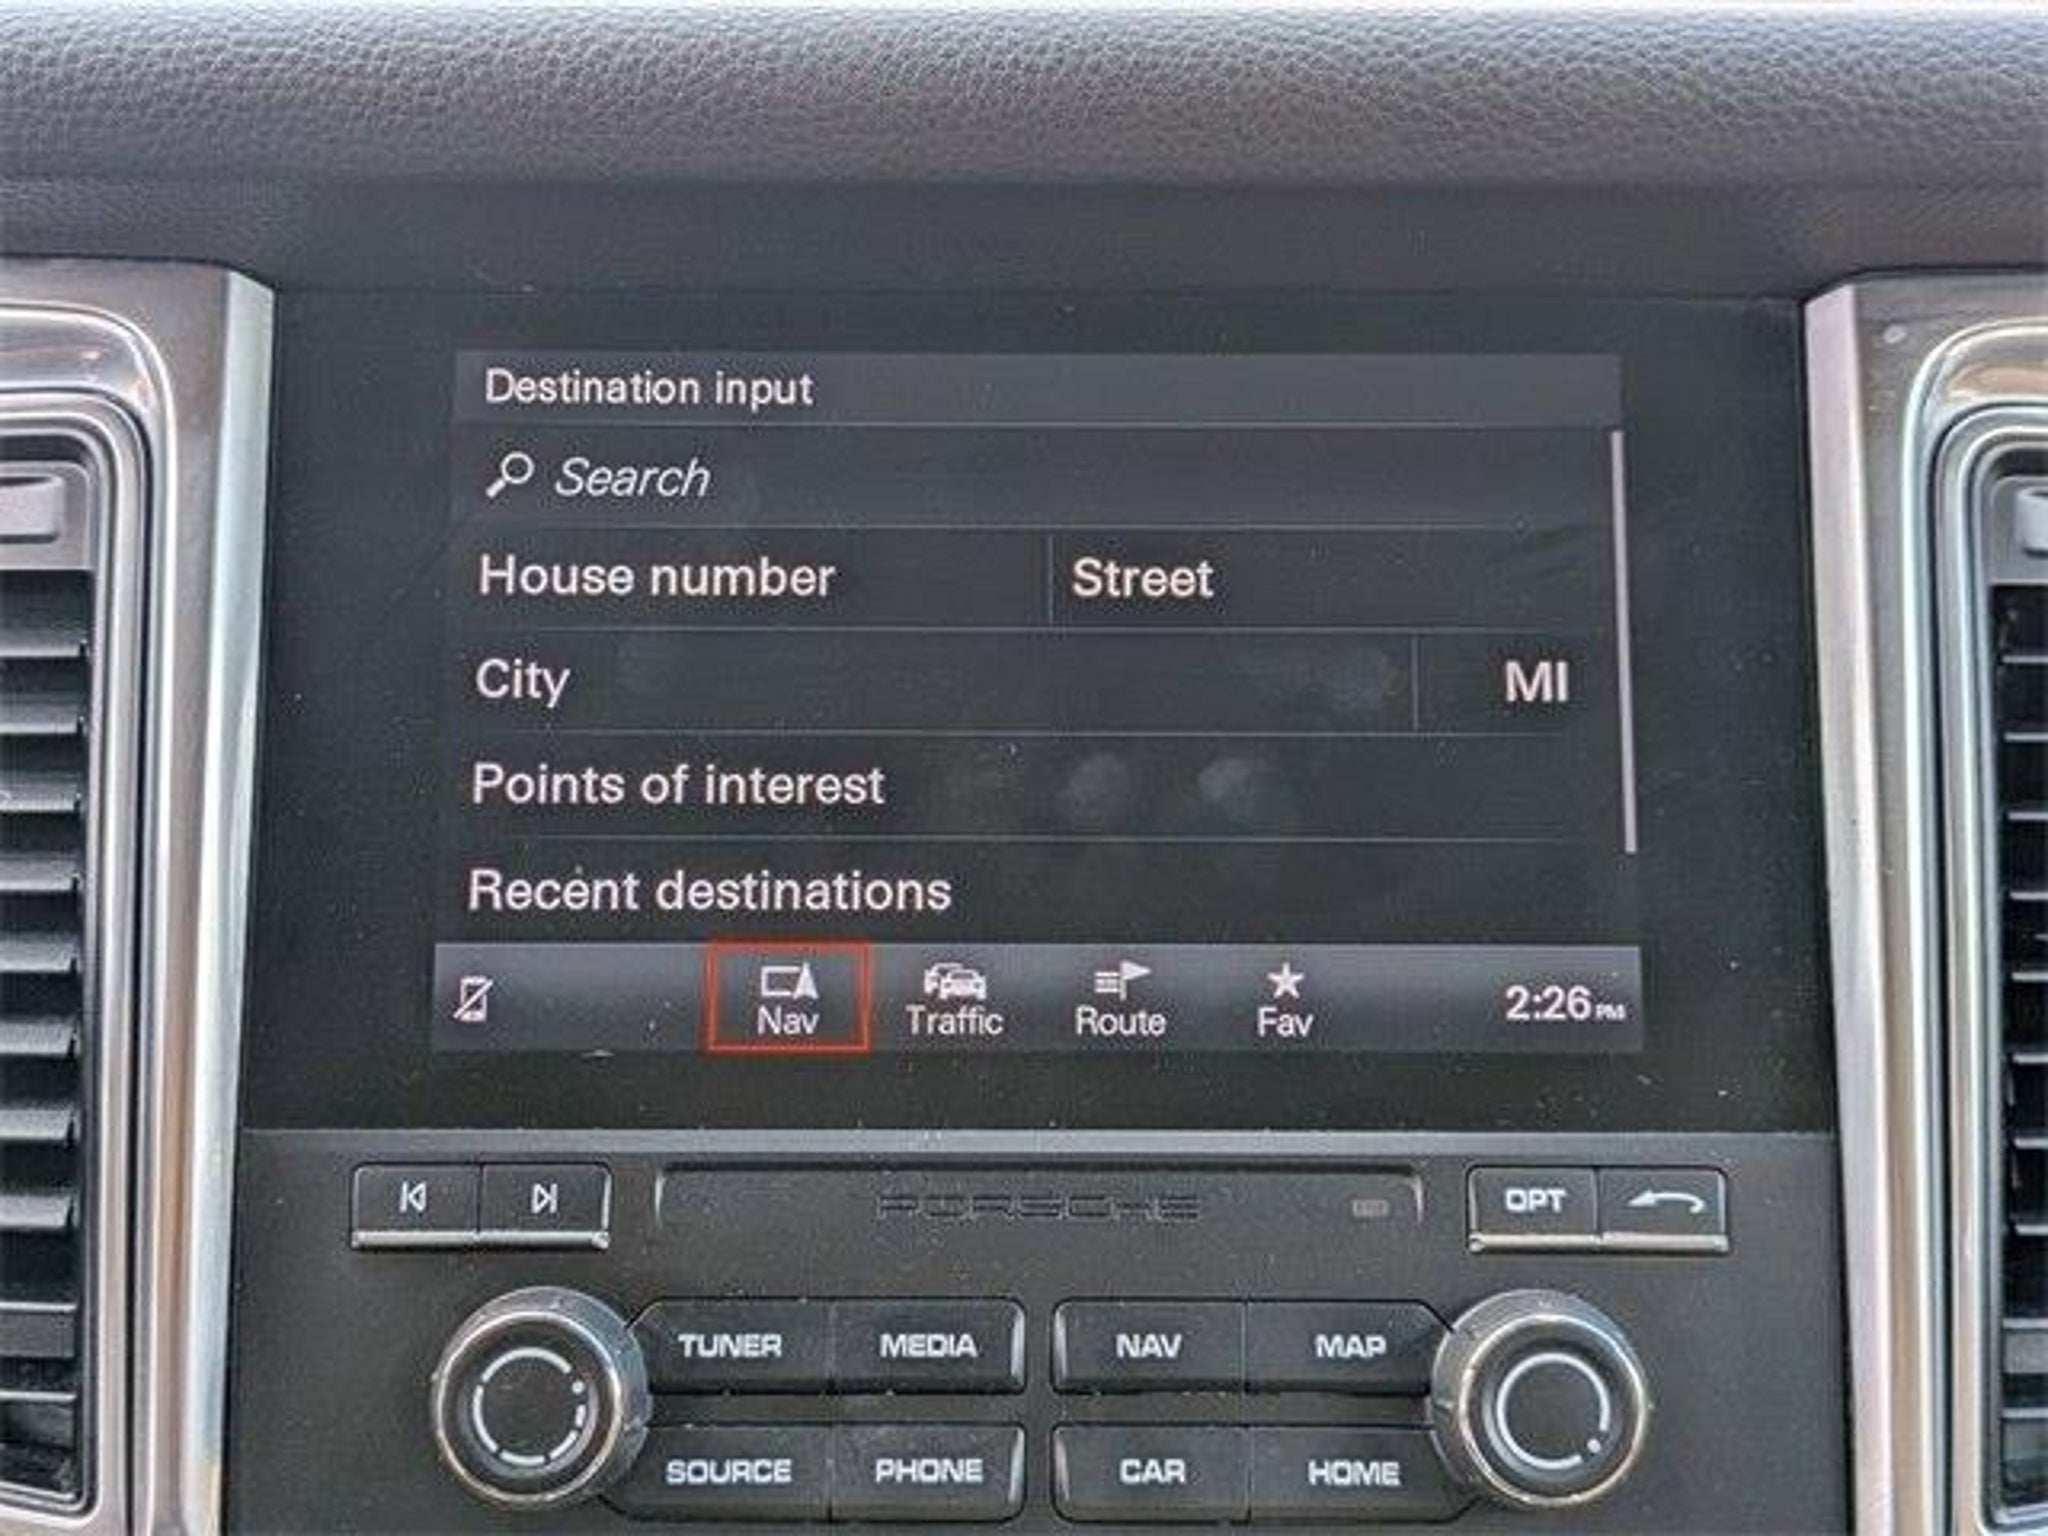 Destination input
Search
House number Street
City MI
Points of interest
Recent destinations
Nav Traffic Route Fav 2:26 PM
PORSCHE
OPT
TUNER MEDIA NAV MAP
SOURCE PHONE CAR HOME